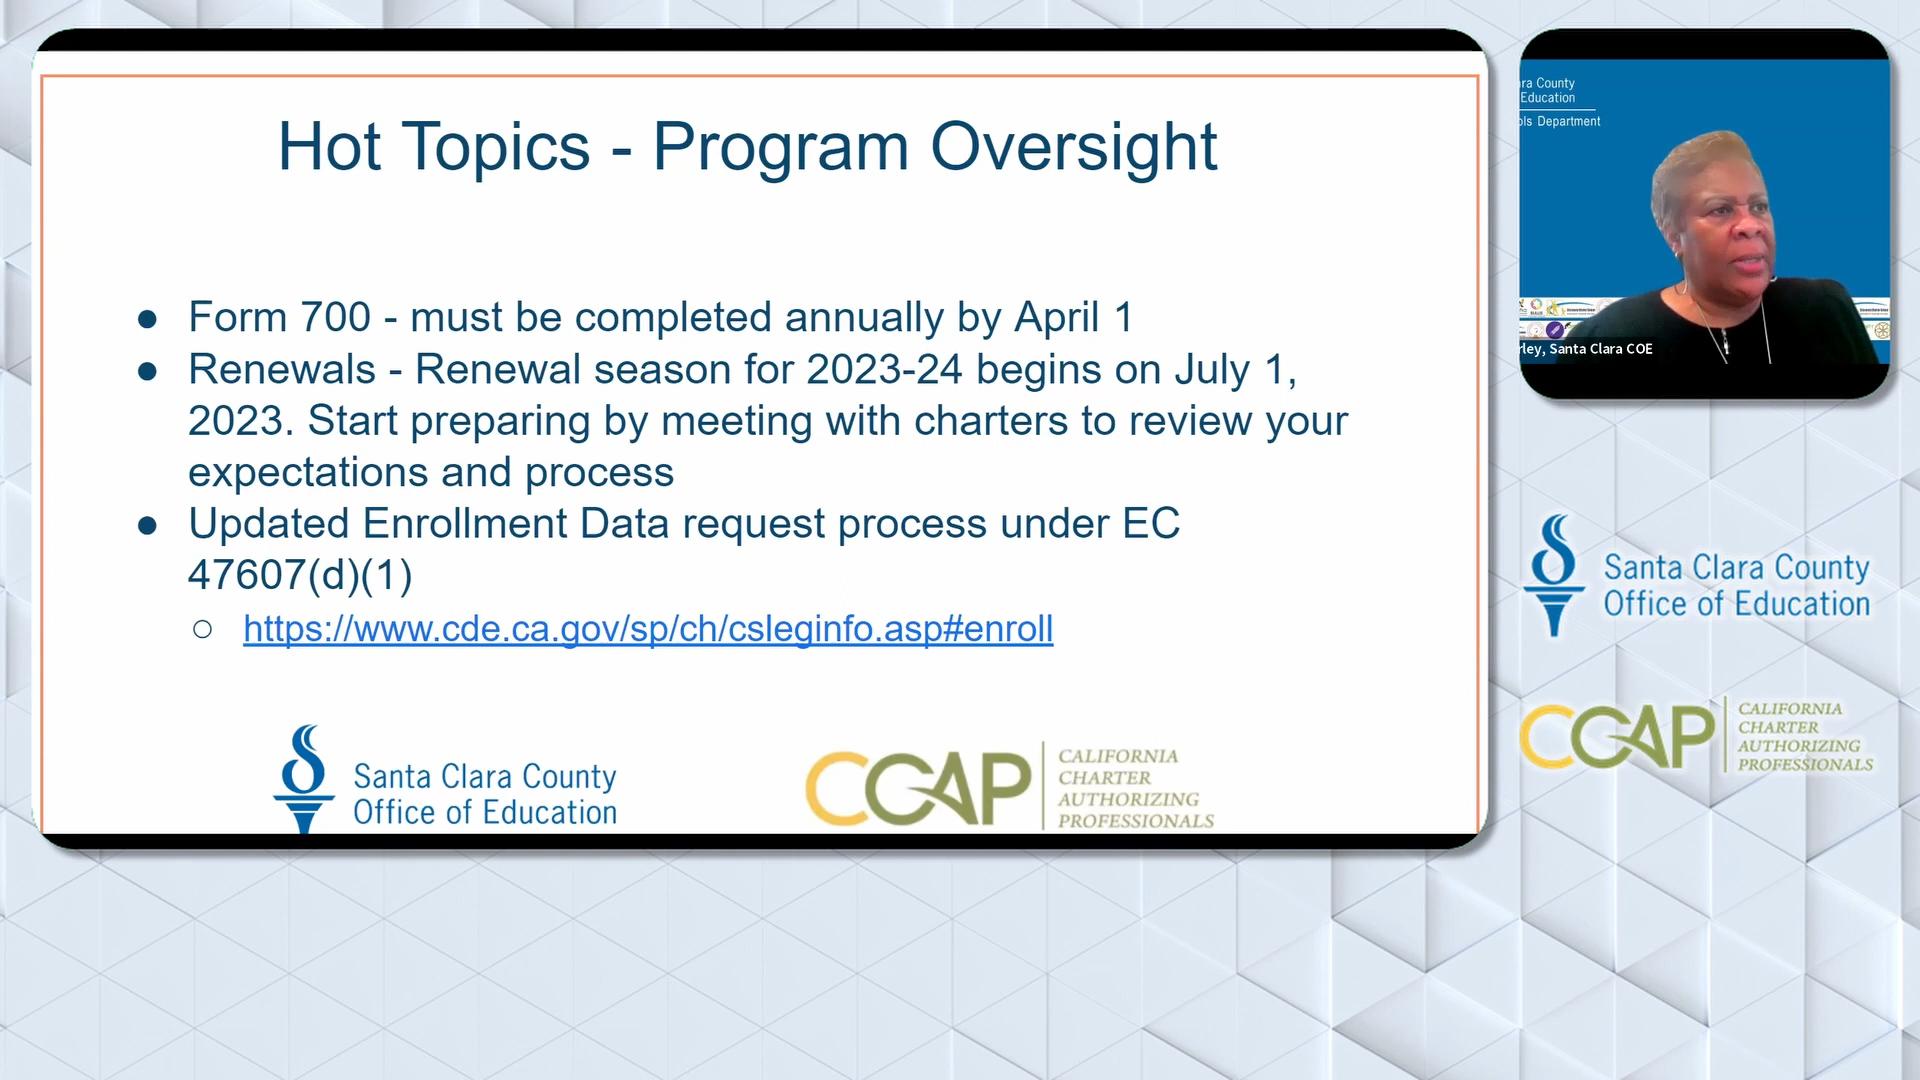 Hot Topics - Program Oversight
● Form 700 - must be completed annually by April 1
● Renewals - Renewal season for 2023-24 begins on July 1,
2023. Start preparing by meeting with charters to review your
expectations and process
● Updated Enrollment Data request process under EC
47607(d)(1)
○ https://www.cde.ca.gov/sp/ch/csleginfo.asp#enroll
Santa Clara County
Office of Education
CCAP
CALIFORNIA
CHARTER
AUTHORIZING
PROFESSIONALS
ra County
Education
ols Department
rley, Santa Clara COE
Santa Clara County
Office of Education
CCAP
CALIFORNIA
CHARTER
AUTHORIZING
PROFESSIONALS